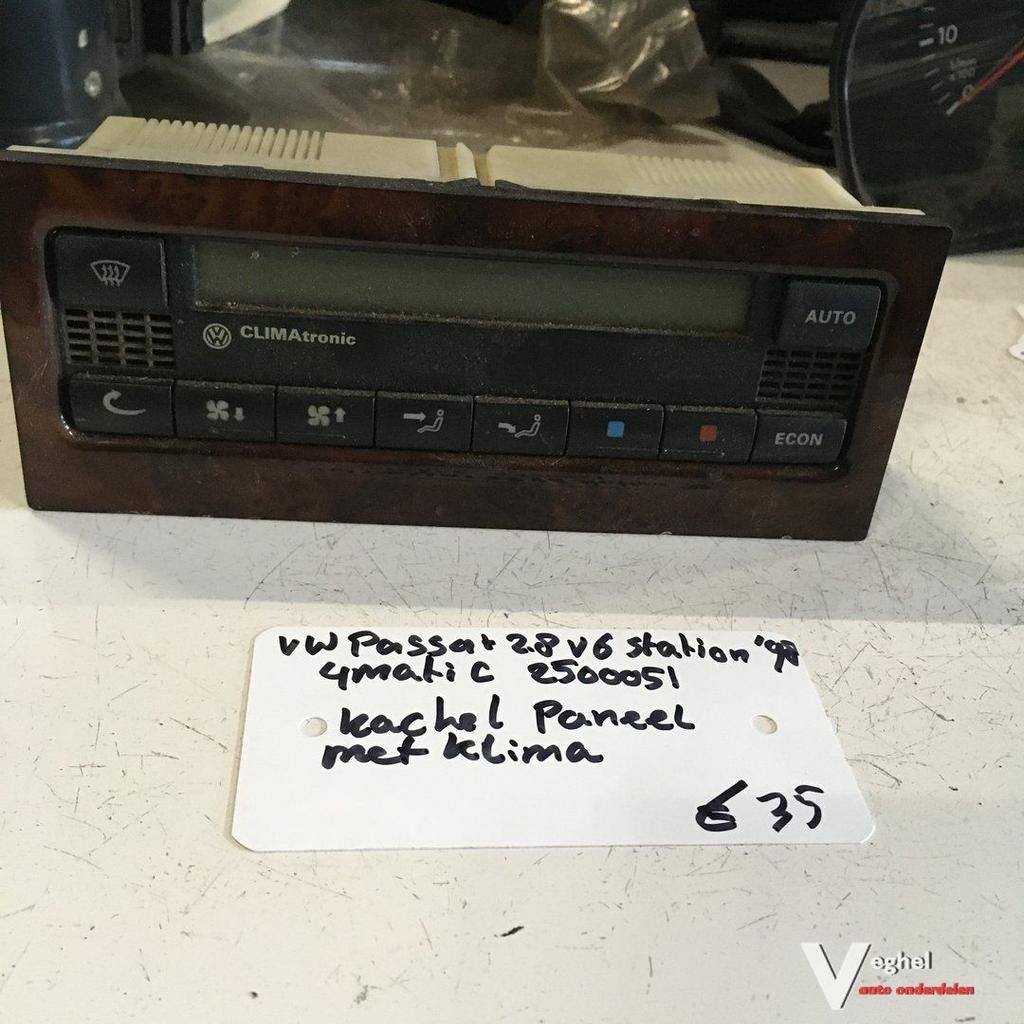 10
0
AUTO
CLIMAtronic
ECON
VW Passat 2.8 V6 Station '98
4matic 2500051
kachel Paneel
met Klima
€ 35
Veghel
auto onderdelen